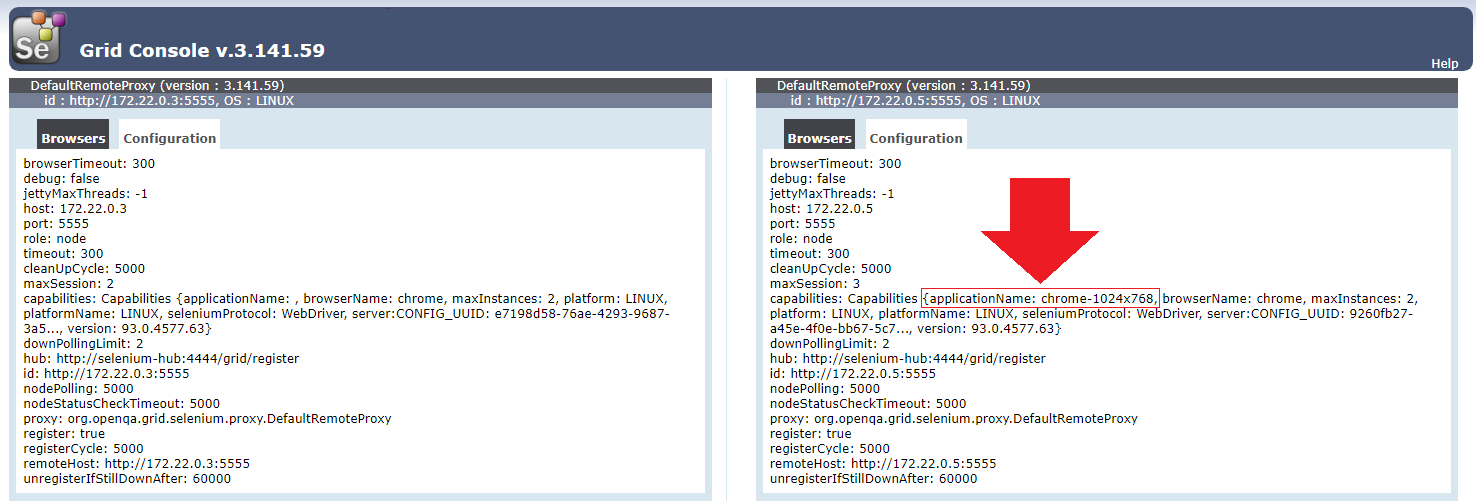 Se
Grid Console v.3.141.59
Help
DefaultRemoteProxy (version : 3.141.59)
id : http://172.22.0.3:5555, OS : LINUX
Browsers
Configuration
browserTimeout: 300
debug: false
jettyMaxThreads: -1
host: 172.22.0.3
port: 5555
role: node
timeout: 300
cleanUpCycle: 5000
maxSession: 2
capabilities: Capabilities {applicationName: , browserName: chrome, maxInstances: 2, platform: LINUX,
platformName: LINUX, seleniumProtocol: WebDriver, server:CONFIG_UUID: e7198d58-76ae-4293-9687-
3a5..., version: 93.0.4577.63}
downPollingLimit: 2
hub: http://selenium-hub:4444/grid/register
id: http://172.22.0.3:5555
nodePolling: 5000
nodeStatusCheckTimeout: 5000
proxy: org.openqa.grid.selenium.proxy.DefaultRemoteProxy
register: true
registerCycle: 5000
remoteHost: http://172.22.0.3:5555
unregisterIfStillDownAfter: 60000
DefaultRemoteProxy (version : 3.141.59)
id : http://172.22.0.5:5555, OS : LINUX
Browsers
Configuration
browserTimeout: 300
debug: false
jettyMaxThreads: -1
host: 172.22.0.5
port: 5555
role: node
timeout: 300
cleanUpCycle: 5000
maxSession: 3
capabilities: Capabilities {applicationName: chrome-1024x768, browserName: chrome, maxInstances: 2,
platform: LINUX, platformName: LINUX, seleniumProtocol: WebDriver, server:CONFIG_UUID: 9260fb27-
a45e-4f0e-bb67-5c7..., version: 93.0.4577.63}
downPollingLimit: 2
hub: http://selenium-hub:4444/grid/register
id: http://172.22.0.5:5555
nodePolling: 5000
nodeStatusCheckTimeout: 5000
proxy: org.openqa.grid.selenium.proxy.DefaultRemoteProxy
register: true
registerCycle: 5000
remoteHost: http://172.22.0.5:5555
unregisterIfStillDownAfter: 60000